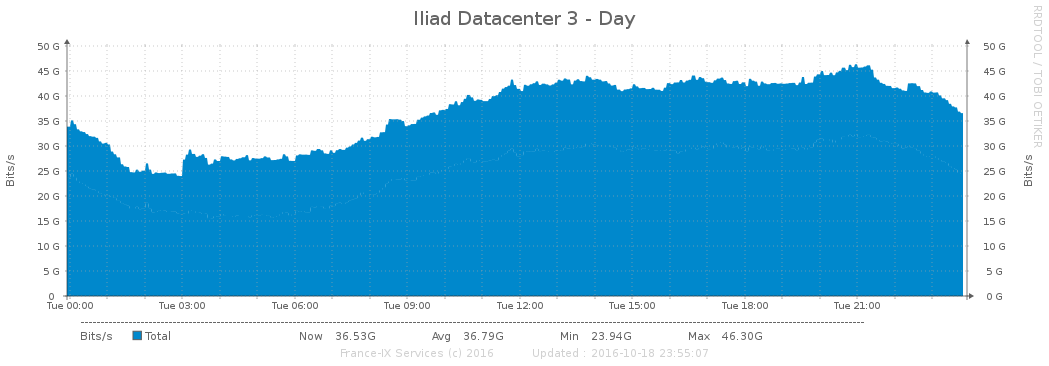 Iliad Datacenter 3 - Day
RRDTOOL / TOBI OETIKER
Bits/s
50 G 50 G
45 G 45 G
40 G 40 G
35 G 35 G
30 G 30 G
25 G 25 G
20 G 20 G
15 G 15 G
10 G 10 G
5 G 5 G
0 0 G
Bits/s
Tue 00:00 Tue 03:00 Tue 06:00 Tue 09:00 Tue 12:00 Tue 15:00 Tue 18:00 Tue 21:00
Bits/s Total Now 36.53G Avg 36.79G Min 23.94G Max 46.30G
France-IX Services (c) 2016 Updated : 2016-10-18 23:55:07